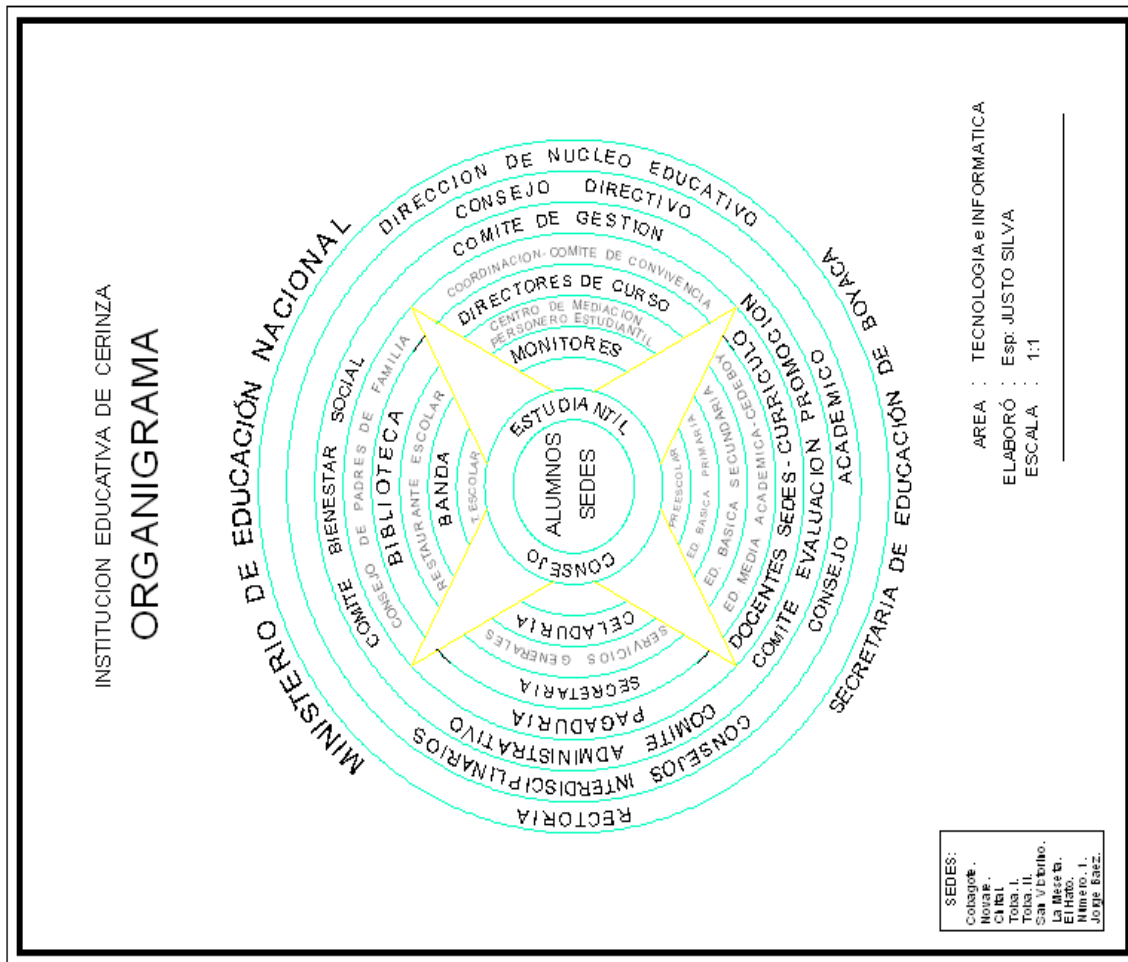 INSTITUCION EDUCATIVA DE CERINZA
ORGANIGRAMA
MINISTERIO DE EDUCACIÓN NACIONAL
DIRECCION DE NUCLEO EDUCATIVO
CONSEJO DIRECTIVO
COMITE DE GESTION
COORDINACION-COMITE DE CONVIVENCIA
DIRECTORES DE CURSO
CENTRO DE MEDIACION
PERSONERO ESTUDIANTIL
MONITORES
COMITE BIENESTAR SOCIAL
CONSEJO DE PADRES DE FAMILIA
BIBLIOTECA
RESTAURANTE ESCOLAR
BANDA
T.ESCOLAR
CONSEJO ESTUDIANTIL
ALUMNOS
SEDES
PREESCOLAR
ED. BASICA PRIMARIA
ED. BASICA SECUNDARIA
ED MEDIA ACADEMICA-CEDEBOY
DOCENTES SEDES-CURRICULO
COMITE EVALUACION PROMOCION
CONSEJO ACADEMICO
SECRETARIA DE EDUCACIÓN DE BOYACA
CELADURIA
SERVICIOS GENERALES
SECRETARIA
PAGADURIA
COMITE ADMINISTRATIVO
CONSEJOS INTERDISCIPLINARIOS
RECTORIA
AREA : TECNOLOGIA e INFORMATICA
ELABORÓ : Esp: JUSTO SILVA
ESCALA : 1:1
SEDES:
Cobagote.
Novare.
Chital.
Toba. I.
Toba. II.
San Victorino.
La Meseta.
El Hato.
Número. 1.
Jorge Baez.